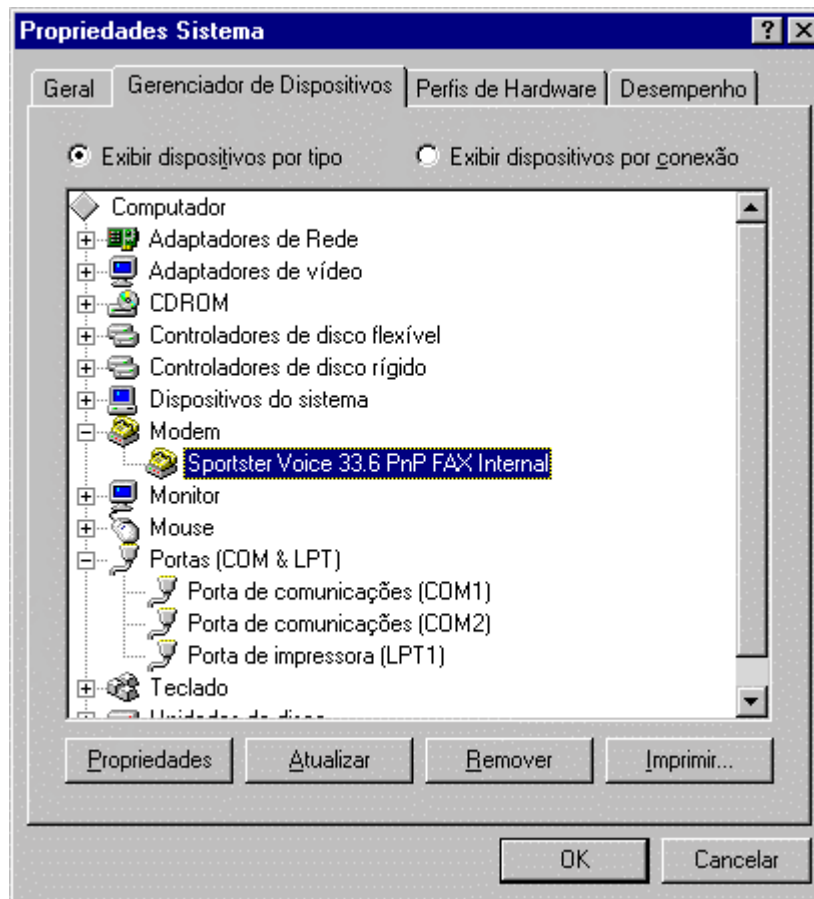 Propriedades Sistema
Geral Gerenciador de Dispositivos Perfis de Hardware Desempenho
Exibir dispositivos por tipo Exibir dispositivos por conexão
Computador
Adaptadores de Rede
Adaptadores de vídeo
CDROM
Controladores de disco flexível
Controladores de disco rígido
Dispositivos do sistema
Modem
Sportster Voice 33.6 PnP FAX Internal
Monitor
Mouse
Portas (COM & LPT)
Porta de comunicações (COM1)
Porta de comunicações (COM2)
Porta de impressora (LPT1)
Teclado
Unidades de disco
Propriedades Atualizar Remover Imprimir...
OK Cancelar